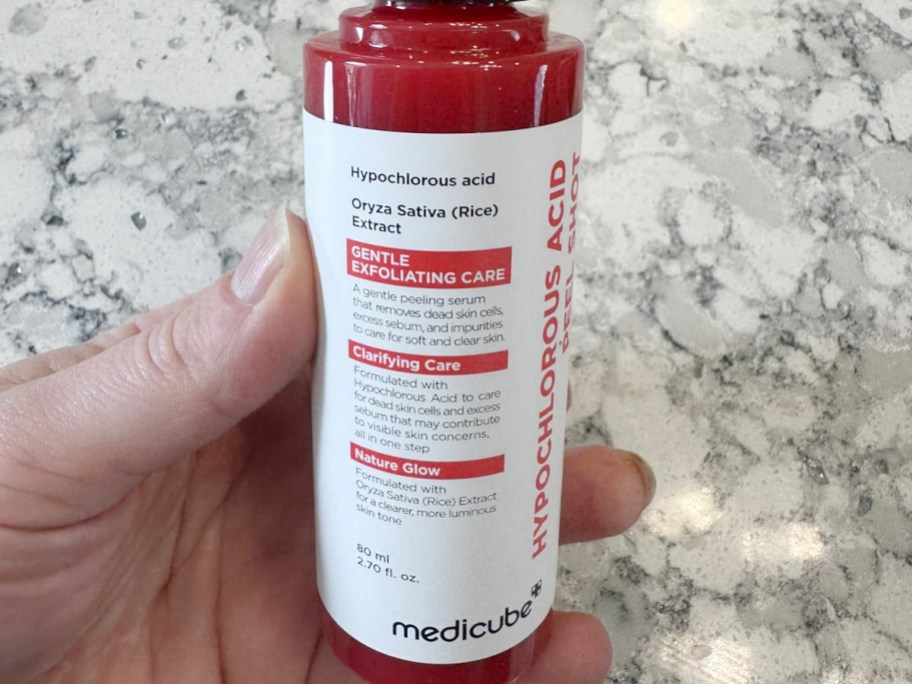 Hypochlorous acid
Oryza Sativa (Rice)
Extract
GENTLE
EXFOLIATING CARE
A gentle peeling serum
that removes dead skin cells,
excess sebum, and impurities
to care for soft and clear skin.
Clarifying Care
Formulated with
Hypochlorous Acid to care
for dead skin cells and excess
sebum that may contribute
to visible skin concerns,
all in one step
Nature Glow
Formulated with
Oryza Sativa (Rice) Extract
for a clearer, more luminous
skin tone
80 ml
2.70 fl. oz.
medicube
HYPOCHLOROUS ACID
PEEL SHOT